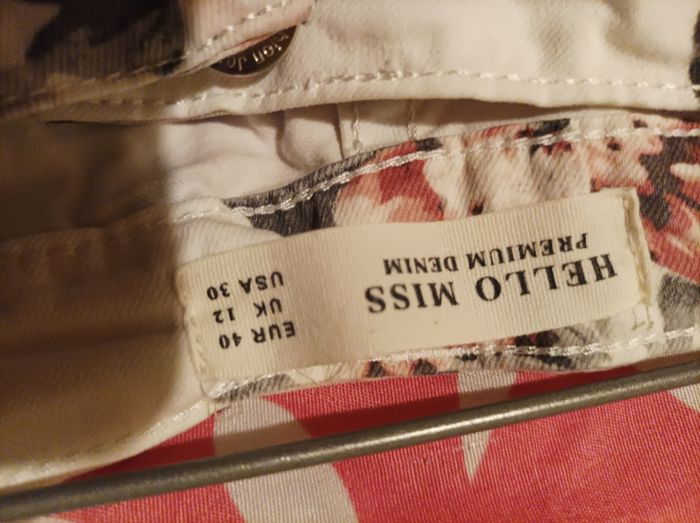 HELLO MISS
PREMIUM DENIM
EUR 40
UK 12
USA 30